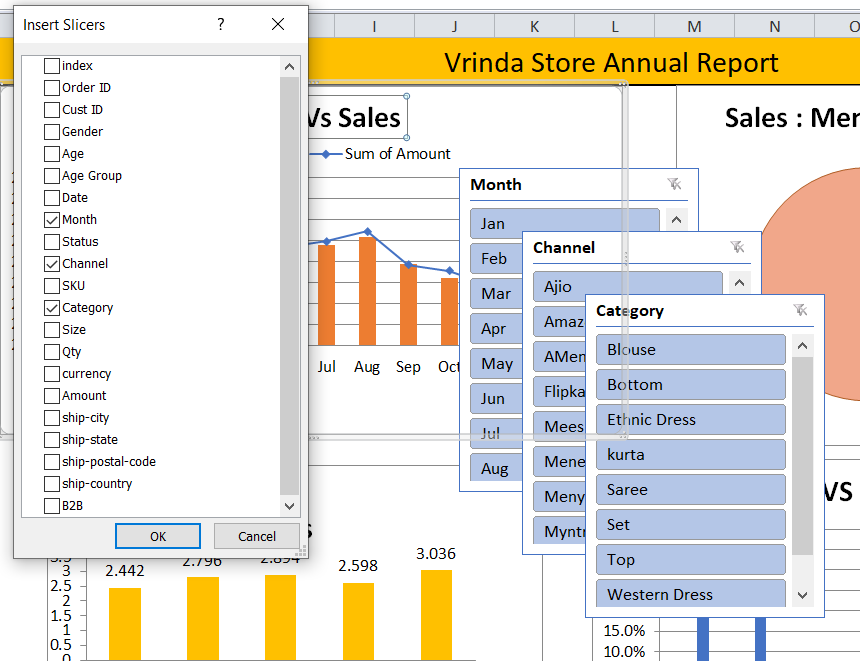 Insert Slicers
?
I J K L M N
Vrinda Store Annual Report
index
Order ID
Cust ID
Gender
Age
Age Group
Date
Month
Status
Channel
SKU
Category
Size
Qty
currency
Amount
ship-city
ship-state
ship-postal-code
ship-country
B2B
OK Cancel
Vs Sales
Sum of Amount
Jul Aug Sep Oct
Sales : Mer
Month
Jan
Feb
Mar
Apr
May
Jun
Jul
Aug
Channel
Ajio
Amaz
AMen
Flipka
Mees
Mene
Meny
Myntr
Category
Blouse
Bottom
Ethnic Dress
kurta
Saree
Set
Top
Western Dress
VS
3.5
3
2.5
2
1.5
1
0.5
0
2.442 2.796 2.894 2.598 3.036
15.0%
10.0%